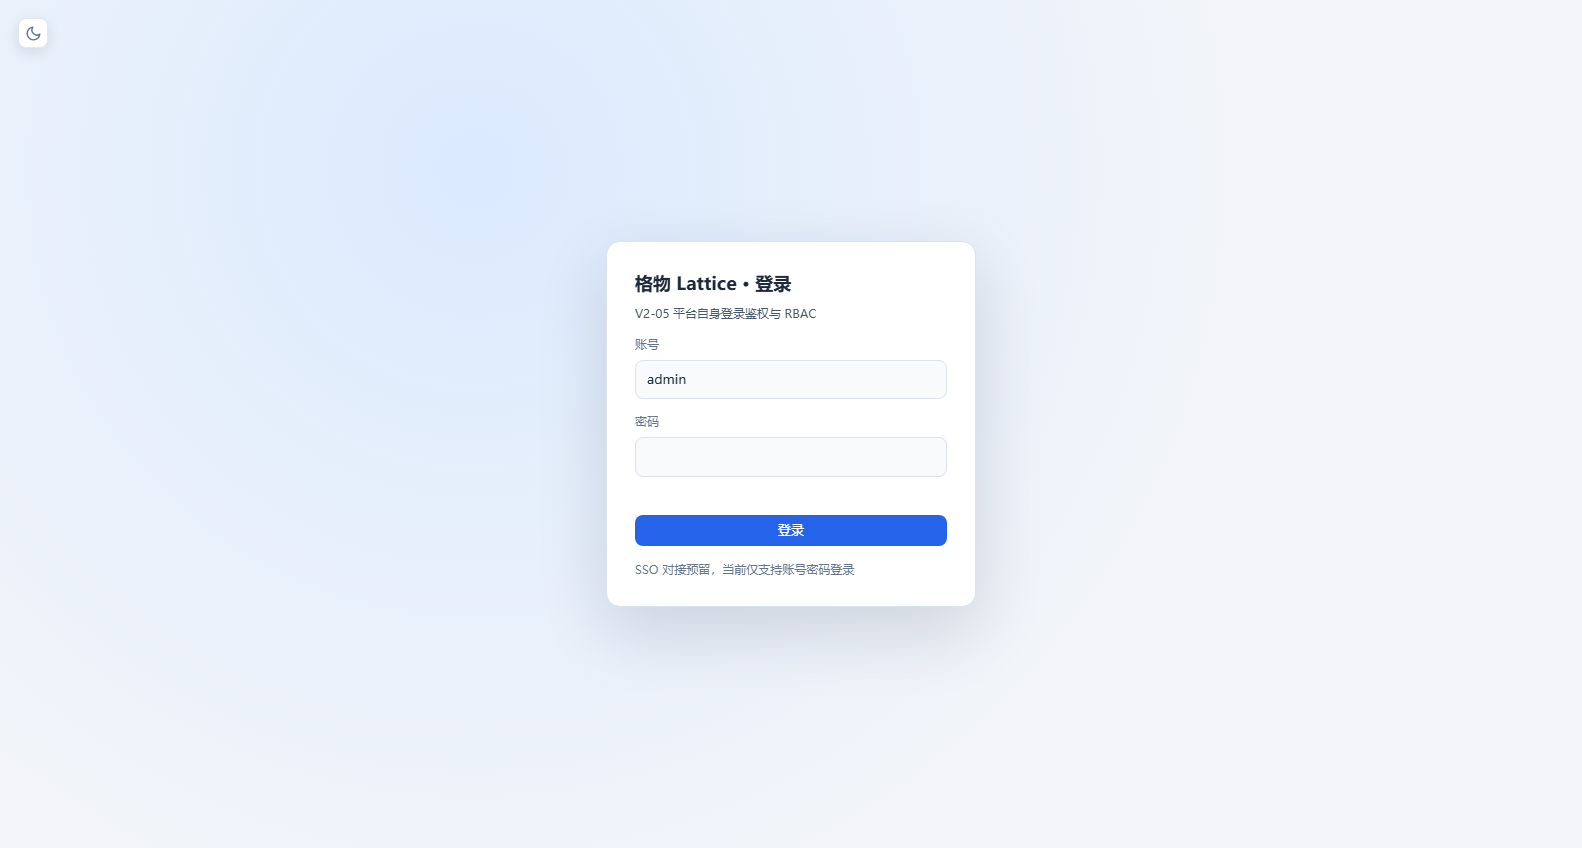 格物 Lattice · 登录
V2-05 平台自身登录鉴权与 RBAC
账号
admin
密码
登录
SSO 对接预留，当前仅支持账号密码登录